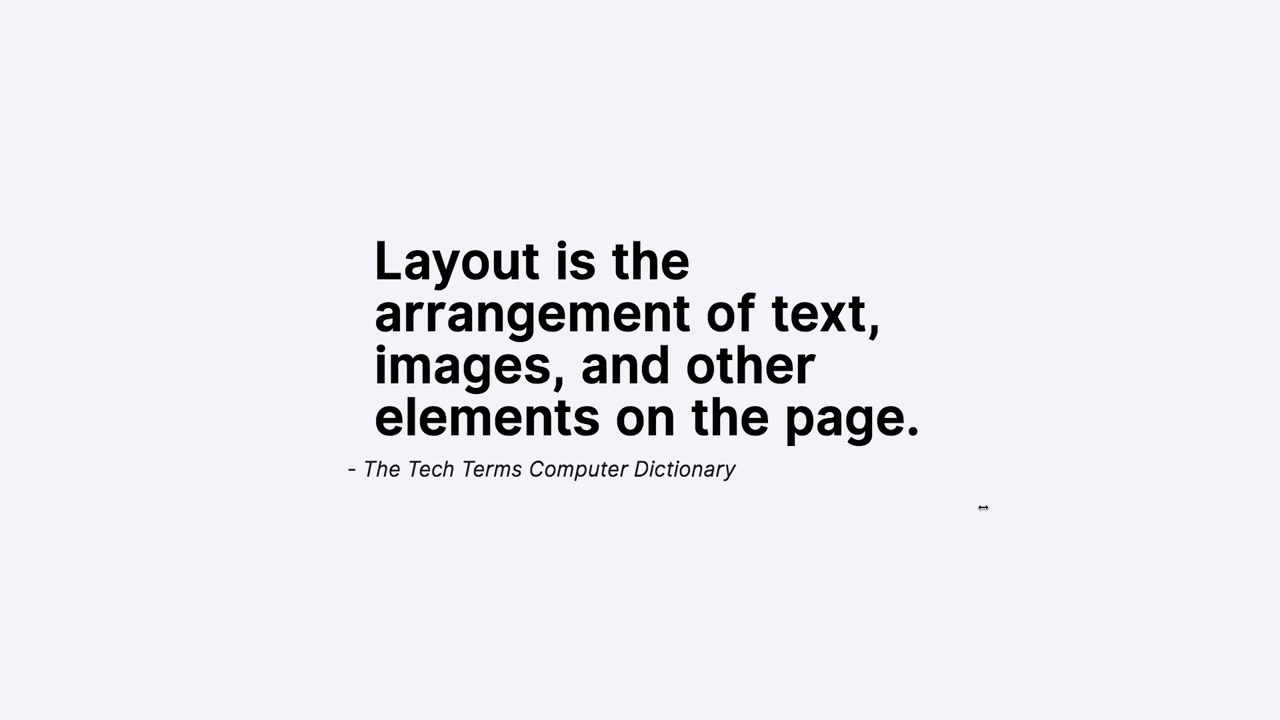 Layout is the
arrangement of text,
images, and other
elements on the page.
- The Tech Terms Computer Dictionary